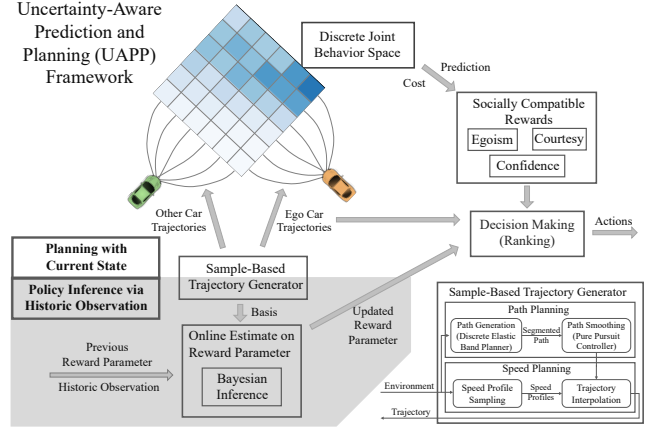 Uncertainty-Aware
Prediction and
Planning (UAPP)
Framework
Discrete Joint
Behavior Space
Prediction
Cost
Socially Compatible
Rewards
Egoism
Courtesy
Confidence
Other Car
Trajectories
Ego Car
Trajectories
Decision Making
(Ranking)
Actions
Planning with
Current State
Policy Inference via
Historic Observation
Sample-Based
Trajectory Generator
Basis
Updated
Reward
Parameter
Online Estimate on
Reward Parameter
Bayesian
Inference
Previous
Reward Parameter
Historic Observation
Sample-Based Trajectory Generator
Path Planning
Path Generation
(Discrete Elastic
Band Planner)
Segmented
Path
Path Smoothing
(Pure Pursuit
Controller)
Speed Planning
Environment
Speed Profile
Sampling
Speed
Profiles
Trajectory
Interpolation
Trajectory